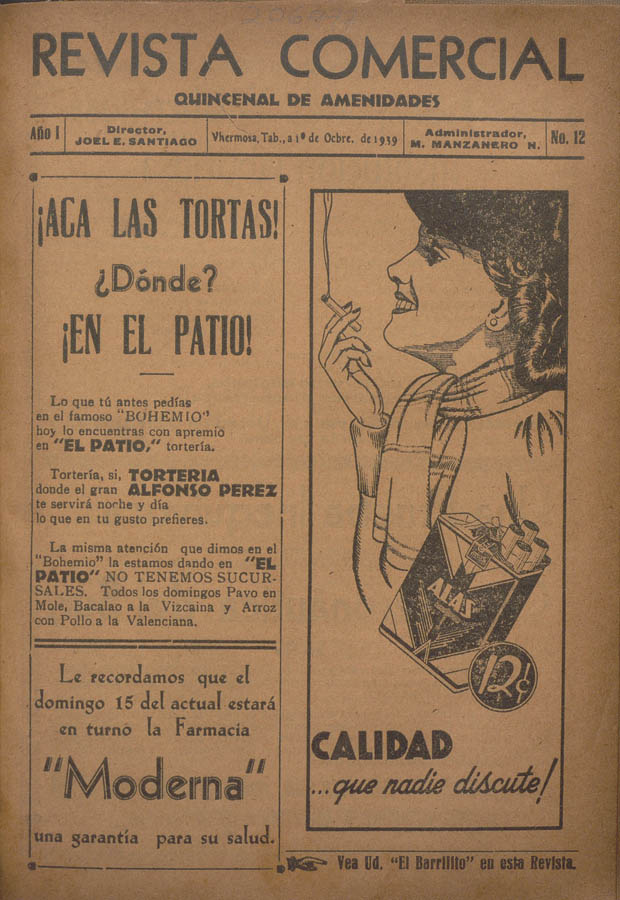 REVISTA COMERCIAL
QUINCENAL DE AMENIDADES
Año I
Director,
JOEL E. SANTIAGO
Vhermosa, Tab., a 1º de Ocbre. de 1939
Administrador,
M. MANZANERO N.
No. 12
¡ACA LAS TORTAS!
¿Dónde?
¡EN EL PATIO!
Lo que tú antes pedías
en el famoso "BOHEMIO"
hoy lo encuentras con apremio
en "EL PATIO," tortería.
Tortería, si, TORTERIA
donde el gran ALFONSO PEREZ
te servirá noche y día
lo que en tu gusto prefieres.
La misma atención que dimos en el
"Bohemio" la estamos dando en "EL
PATIO" NO TENEMOS SUCUR-
SALES. Todos los domingos Pavo en
Mole, Bacalao a la Vizcaina y Arroz
con Pollo a la Valenciana.
Le recordamos que el
domingo 15 del actual estará
en turno la Farmacia
"Moderna"
una garantía para su salud.
ALAS
12 c/
CALIDAD
...que nadie discute!
Vea Ud. "El Barrilito" en esta Revista.